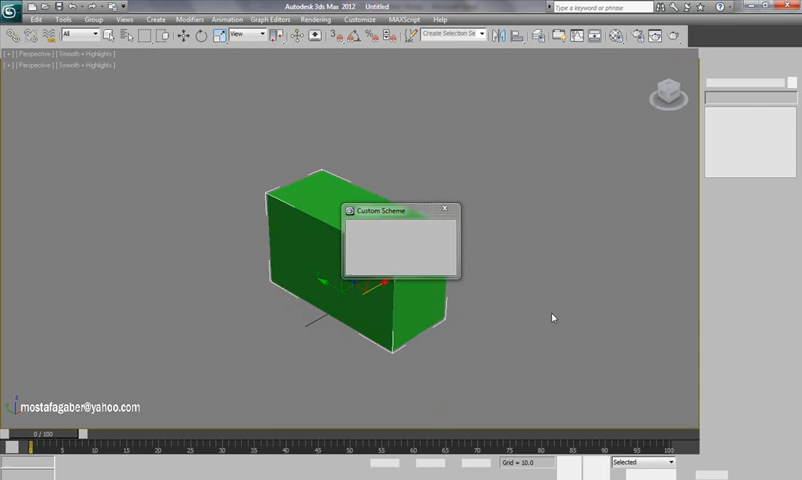 Autodesk 3ds Max 2012 Untitled
Type a keyword or phrase
Edit Tools Group Views Create Modifiers Animation Graph Editors Rendering Customize MAXScript Help
All View Create Selection Se
[ + ] [ Perspective ] [ Smooth + Highlights ]
[ + ] [ Perspective ] [ Smooth + Highlights ]
Custom Scheme
mostafagaber@yahoo.com
0 / 100
0 5 10 15 20 25 30 35 40 45 50 55 60 65 70 75 80 85 90 95 100
Grid = 10.0 Selected